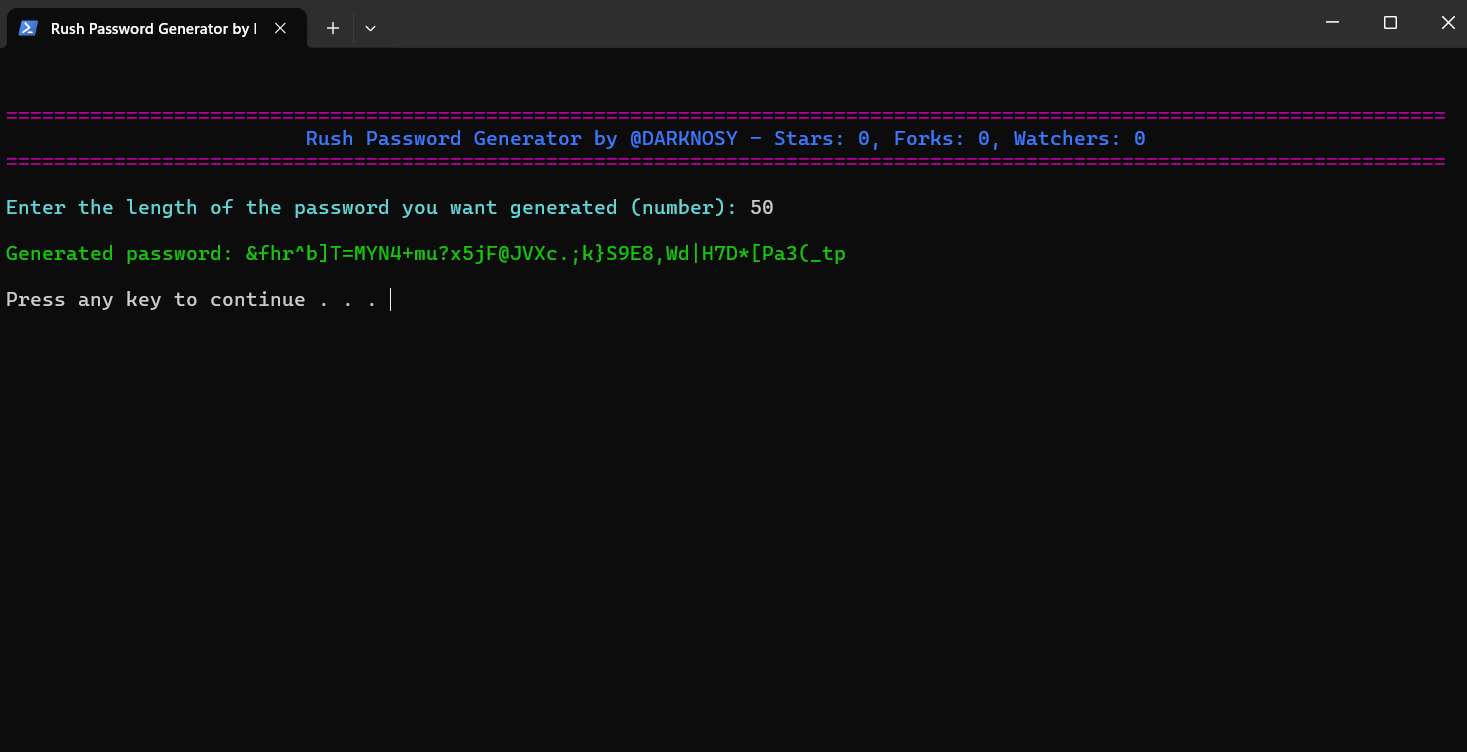 Rush Password Generator by
========================================================================================================================
Rush Password Generator by @DARKNOSY - Stars: 0, Forks: 0, Watchers: 0
========================================================================================================================
Enter the length of the password you want generated (number): 50
Generated password: &fhr^b]T=MYN4+mu?x5jF@JVXc.;k}S9E8,Wd|H7D*[Pa3(_tp
Press any key to continue . . .